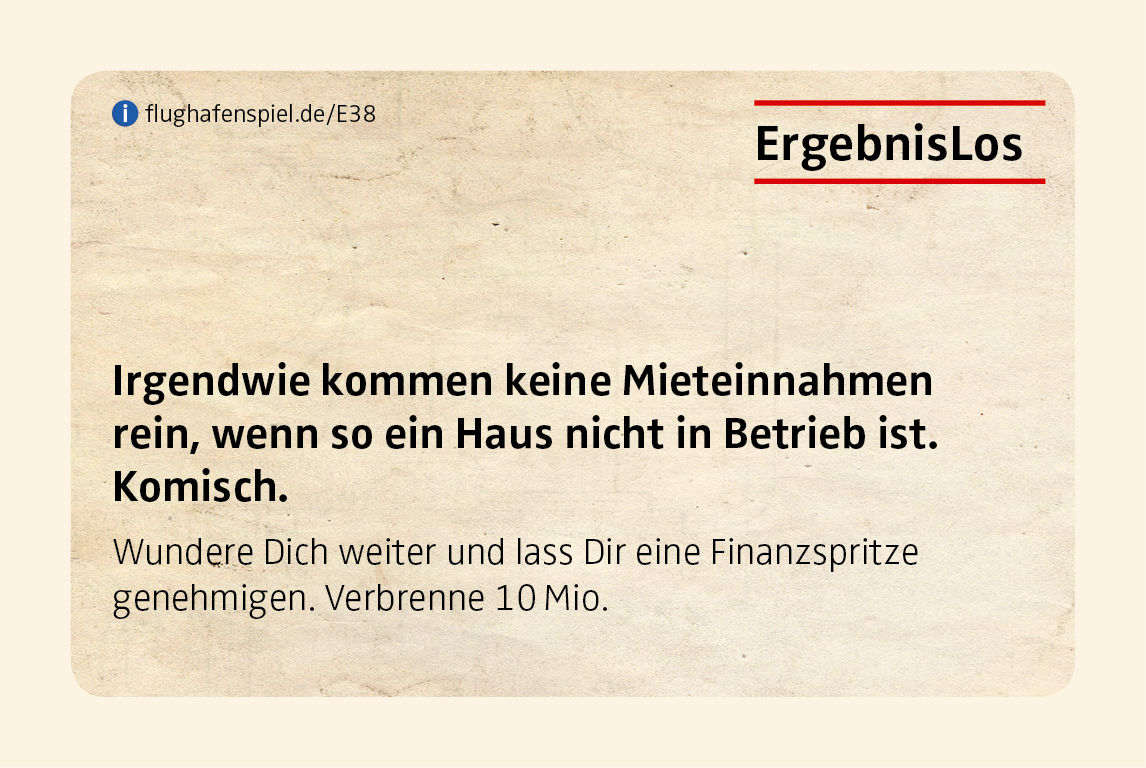 i flughafenspiel.de/E38
ErgebnisLos
Irgendwie kommen keine Mieteinnahmen
rein, wenn so ein Haus nicht in Betrieb ist.
Komisch.
Wundere Dich weiter und lass Dir eine Finanzspritze
genehmigen. Verbrenne 10 Mio.